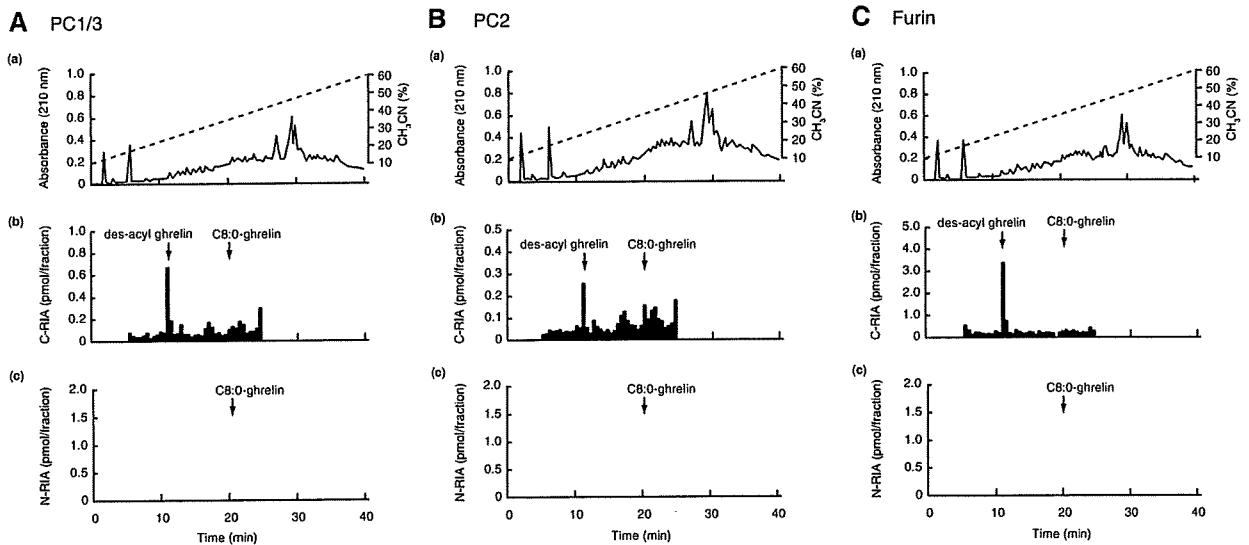 A PC1/3
(a)
Absorbance (210 nm)
1.0
0.8
0.6
0.4
0.2
0
60
50
40
30
20
10
CH3CN (%)
(b)
C-RIA (pmol/fraction)
1.0
0.8
0.6
0.4
0.2
0
des-acyl ghrelin
C8:0-ghrelin
(c)
N-RIA (pmol/fraction)
2.0
1.5
1.0
0.5
0
C8:0-ghrelin
0 10 20 30 40
Time (min)
B PC2
(a)
Absorbance (210 nm)
1.0
0.8
0.6
0.4
0.2
0
60
50
40
30
20
10
CH3CN (%)
(b)
C-RIA (pmol/fraction)
0.5
0.4
0.3
0.2
0.1
0
des-acyl ghrelin
C8:0-ghrelin
(c)
N-RIA (pmol/fraction)
2.0
1.5
1.0
0.5
0
C8:0-ghrelin
0 10 20 30 40
Time (min)
C Furin
(a)
Absorbance (210 nm)
1.0
0.8
0.6
0.4
0.2
0
60
50
40
30
20
10
CH3CN (%)
(b)
C-RIA (pmol/fraction)
5.0
4.0
3.0
2.0
1.0
0
des-acyl ghrelin
C8:0-ghrelin
(c)
N-RIA (pmol/fraction)
2.0
1.5
1.0
0.5
0
C8:0-ghrelin
0 10 20 30 40
Time (min)